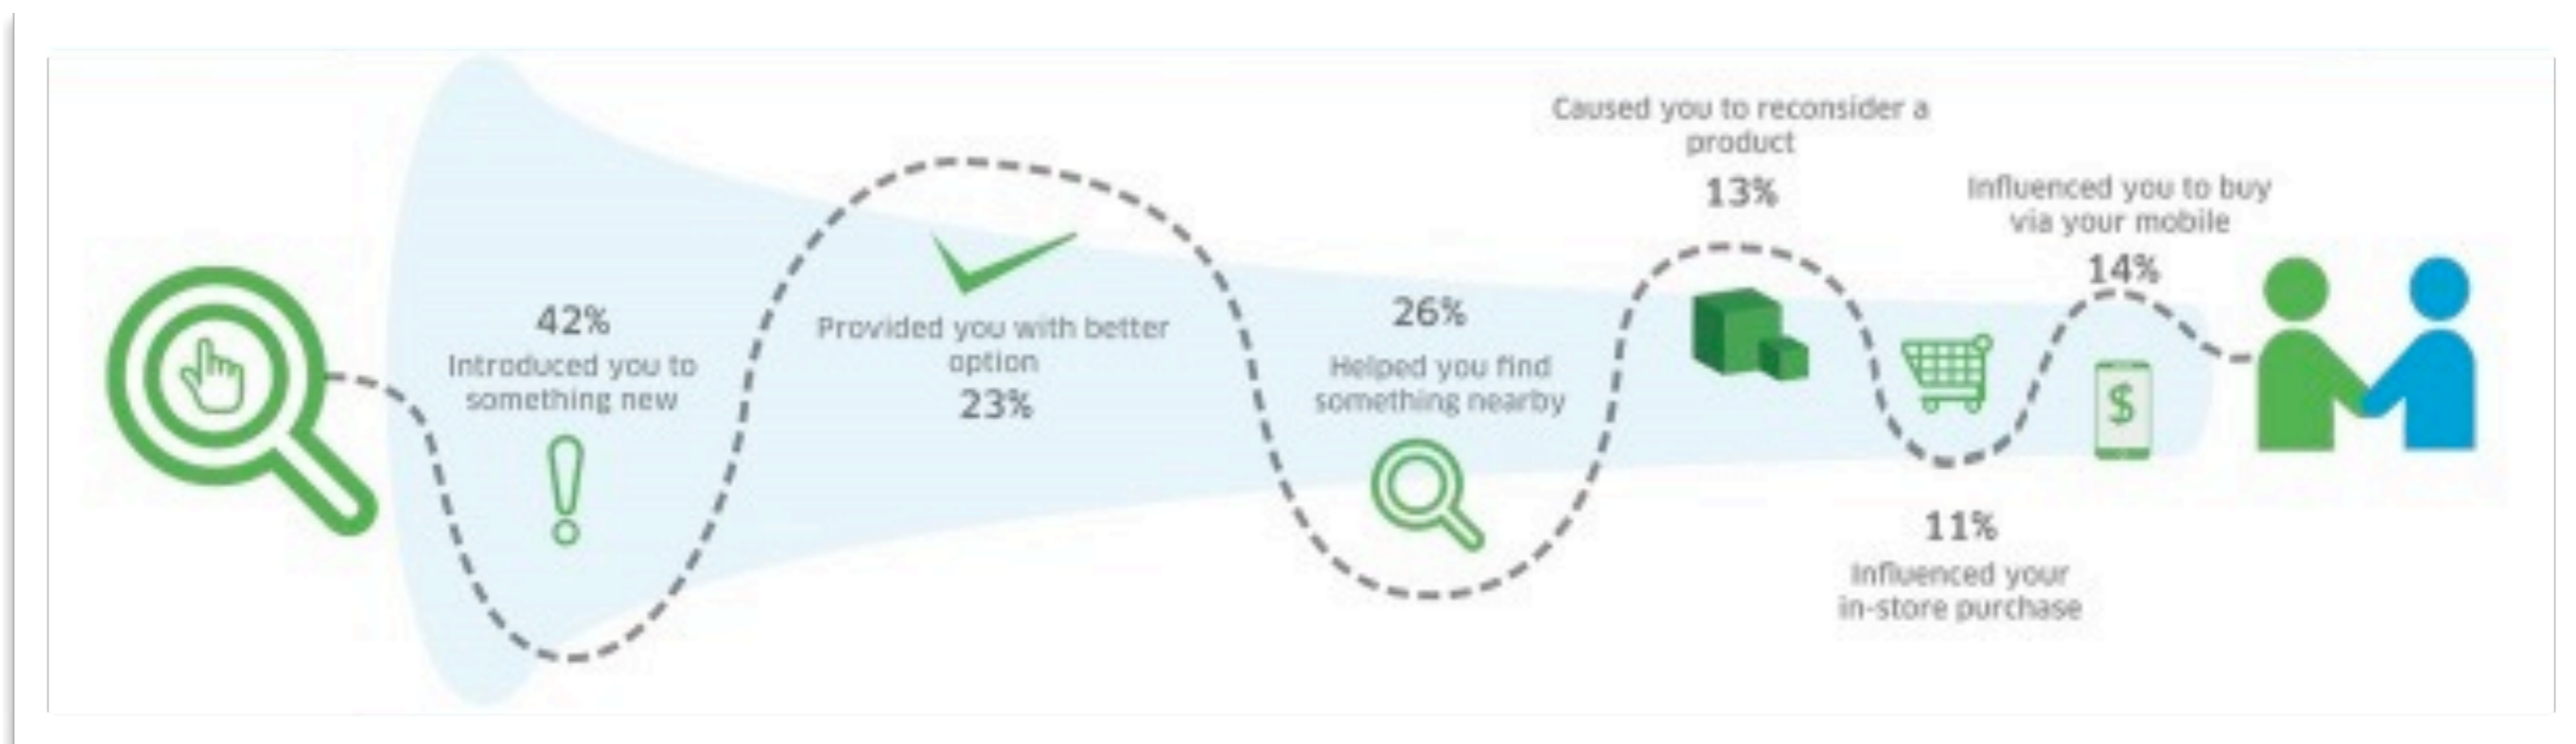 42%
Introduced you to
something new
Provided you with better
option
23%
26%
Helped you find
something nearby
Caused you to reconsider a
product
13%
11%
Influenced your
in-store purchase
Influenced you to buy
via your mobile
14%
$